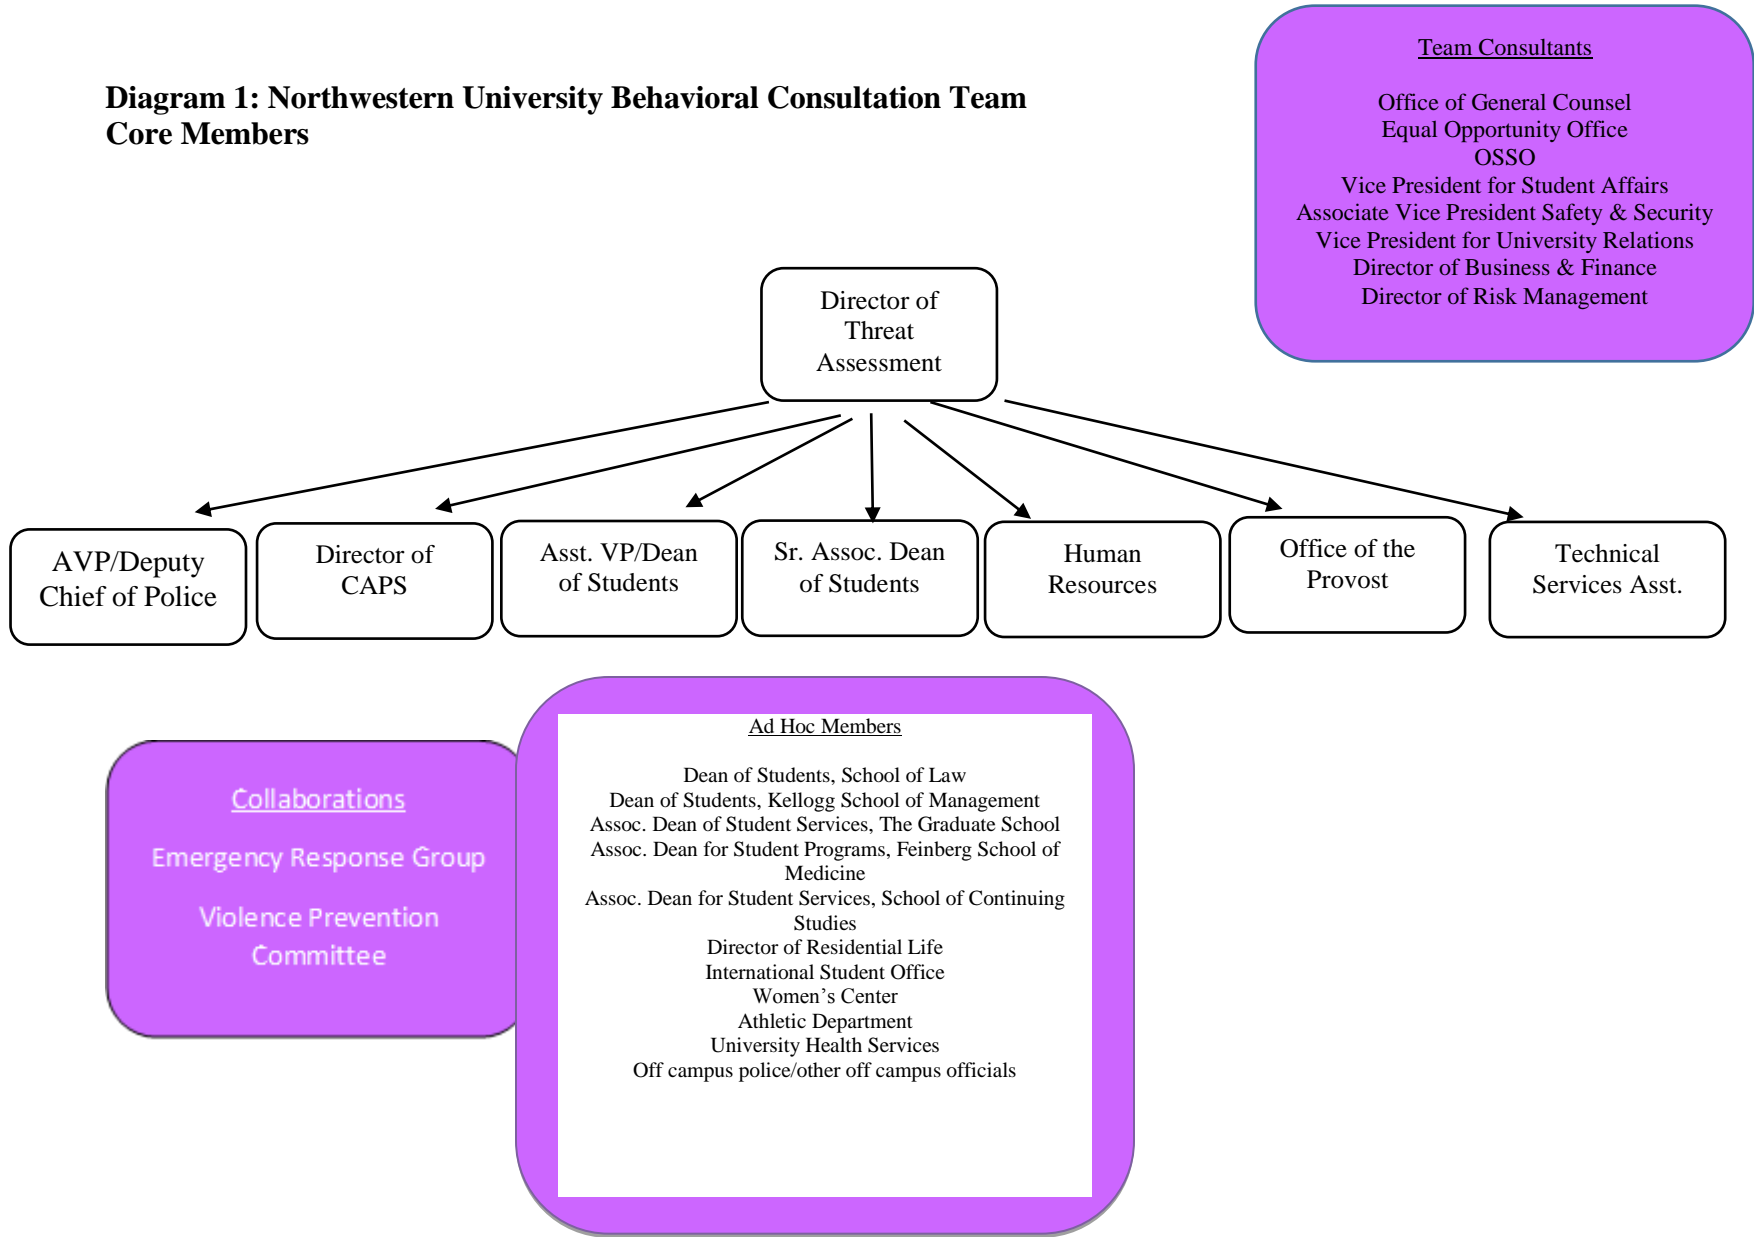 Diagram 1: Northwestern University Behavioral Consultation Team
Core Members
Team Consultants
Office of General Counsel
Equal Opportunity Office
OSSO
Vice President for Student Affairs
Associate Vice President Safety & Security
Vice President for University Relations
Director of Business & Finance
Director of Risk Management
Director of
Threat
Assessment
AVP/Deputy
Chief of Police
Director of
CAPS
Asst. VP/Dean
of Students
Sr. Assoc. Dean
of Students
Human
Resources
Office of the
Provost
Technical
Services Asst.
Collaborations
Emergency Response Group
Violence Prevention
Committee
Ad Hoc Members
Dean of Students, School of Law
Dean of Students, Kellogg School of Management
Assoc. Dean of Student Services, The Graduate School
Assoc. Dean for Student Programs, Feinberg School of
Medicine
Assoc. Dean for Student Services, School of Continuing
Studies
Director of Residential Life
International Student Office
Women’s Center
Athletic Department
University Health Services
Off campus police/other off campus officials